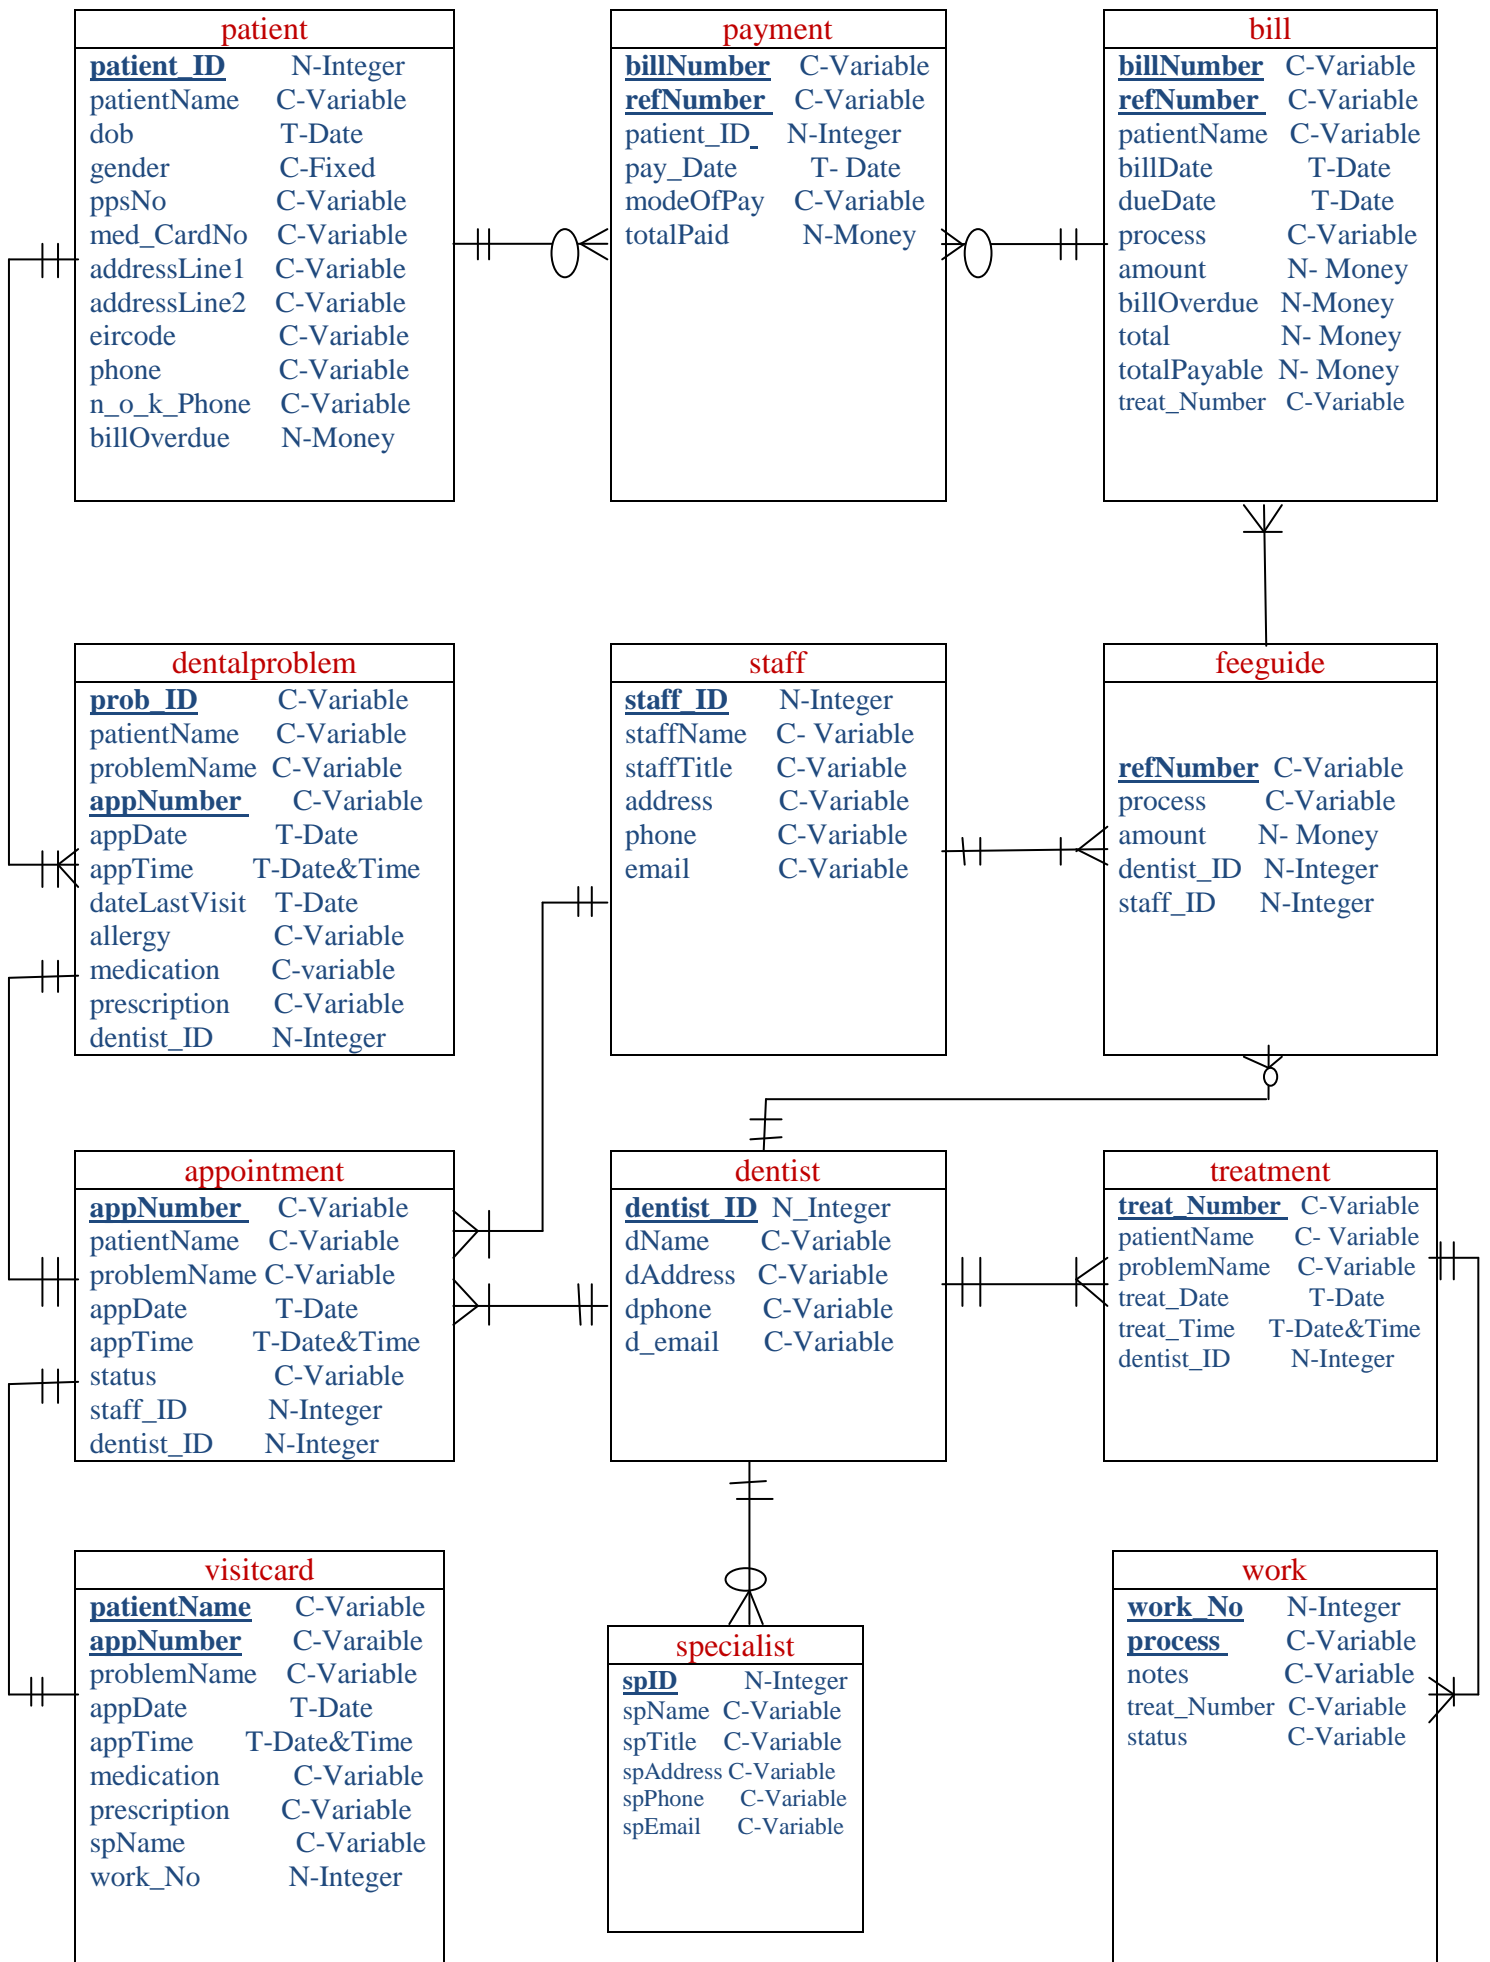 patient
patient_ID N-Integer
patientName C-Variable
dob T-Date
gender C-Fixed
ppsNo C-Variable
med_CardNo C-Variable
addressLine1 C-Variable
addressLine2 C-Variable
eircode C-Variable
phone C-Variable
n_o_k_Phone C-Variable
billOverdue N-Money
payment
billNumber C-Variable
refNumber C-Variable
patient_ID N-Integer
pay_Date T- Date
modeOfPay C-Variable
totalPaid N-Money
bill
billNumber C-Variable
refNumber C-Variable
patientName C-Variable
billDate T-Date
dueDate T-Date
process C-Variable
amount N- Money
billOverdue N-Money
total N- Money
totalPayable N- Money
treat_Number C-Variable
dentalproblem
prob_ID C-Variable
patientName C-Variable
problemName C-Variable
appNumber C-Variable
appDate T-Date
appTime T-Date&Time
dateLastVisit T-Date
allergy C-Variable
medication C-variable
prescription C-Variable
dentist_ID N-Integer
staff
staff_ID N-Integer
staffName C- Variable
staffTitle C-Variable
address C-Variable
phone C-Variable
email C-Variable
feeguide
refNumber C-Variable
process C-Variable
amount N- Money
dentist_ID N-Integer
staff_ID N-Integer
appointment
appNumber C-Variable
patientName C-Variable
problemName C-Variable
appDate T-Date
appTime T-Date&Time
status C-Variable
staff_ID N-Integer
dentist_ID N-Integer
dentist
dentist_ID N_Integer
dName C-Variable
dAddress C-Variable
dphone C-Variable
d_email C-Variable
treatment
treat_Number C-Variable
patientName C- Variable
problemName C-Variable
treat_Date T-Date
treat_Time T-Date&Time
dentist_ID N-Integer
visitcard
patientName C-Variable
appNumber C-Varaible
problemName C-Variable
appDate T-Date
appTime T-Date&Time
medication C-Variable
prescription C-Variable
spName C-Variable
work_No N-Integer
specialist
spID N-Integer
spName C-Variable
spTitle C-Variable
spAddress C-Variable
spPhone C-Variable
spEmail C-Variable
work
work_No N-Integer
process C-Variable
notes C-Variable
treat_Number C-Variable
status C-Variable